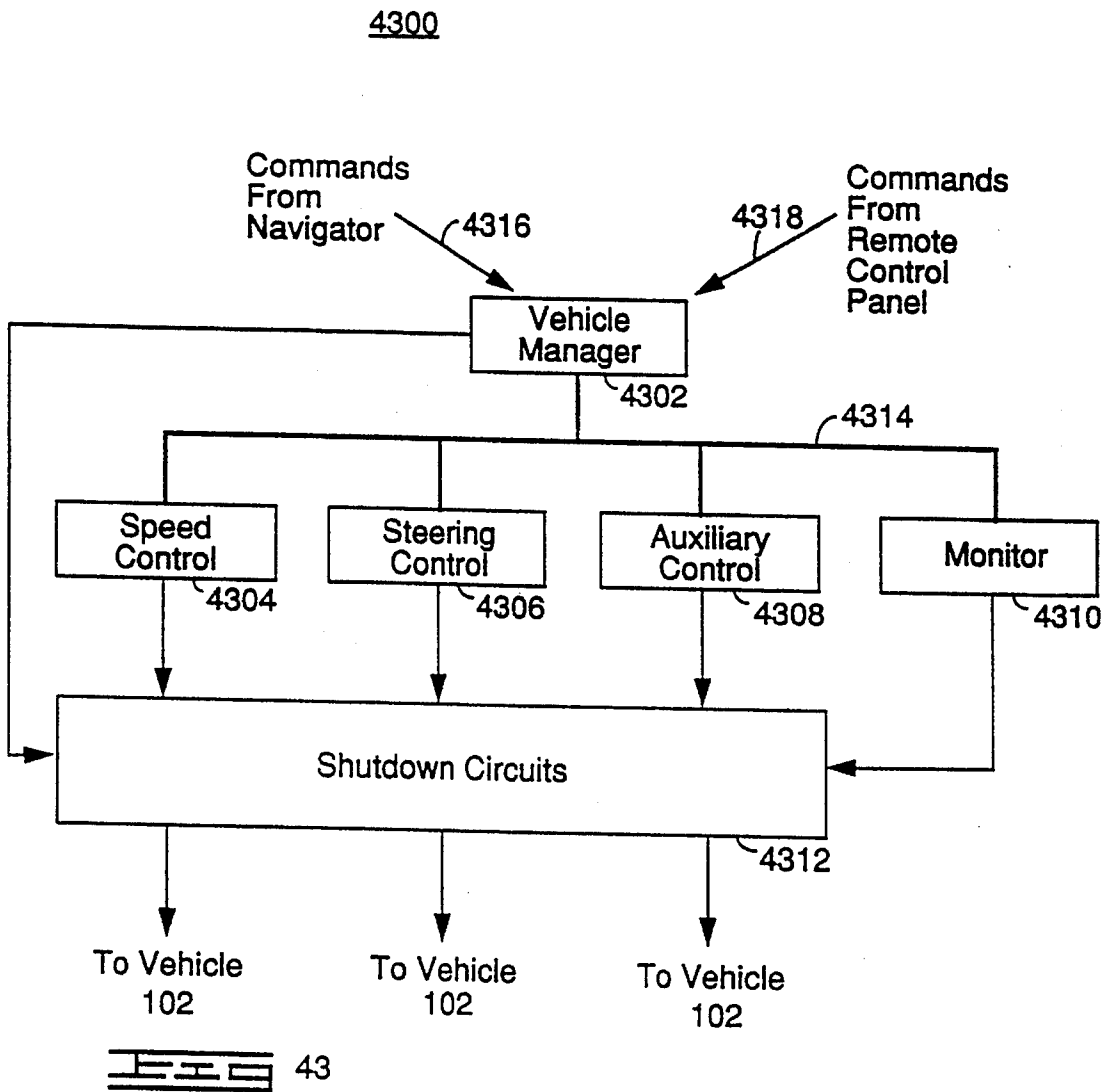 4300
Commands
From
Navigator
4316
4318
Commands
From
Remote
Control
Panel
Vehicle
Manager
4302
4314
Speed
Control
4304
Steering
Control
4306
Auxiliary
Control
4308
Monitor
4310
Shutdown Circuits
4312
To Vehicle
102
To Vehicle
102
To Vehicle
102
43